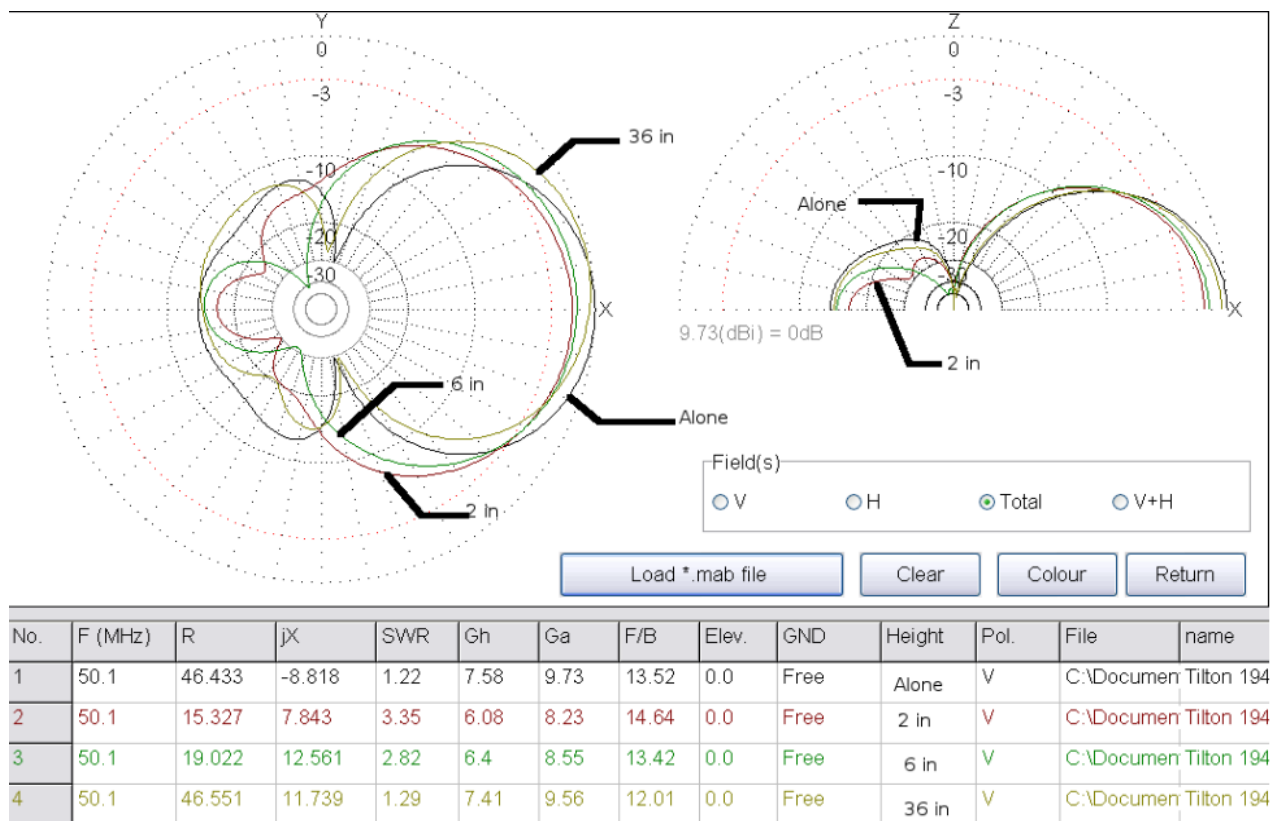 Y
0
-3
-10
-20
-30
X
36 in
6 in
Alone
2 in
Z
0
-3
-10
-20
X
Alone
9.73(dBi) = 0dB
2 in
Field(s)
V H Total V+H
Load *.mab file Clear Colour Return
No. F (MHz) R jX SWR Gh Ga F/B Elev. GND Height Pol. File name
1 50.1 46.433 -8.818 1.22 7.58 9.73 13.52 0.0 Free Alone V C:\Documen Tilton 194
2 50.1 15.327 7.843 3.35 6.08 8.23 14.64 0.0 Free 2 in V C:\Documen Tilton 194
3 50.1 19.022 12.561 2.82 6.4 8.55 13.42 0.0 Free 6 in V C:\Documen Tilton 194
4 50.1 46.551 11.739 1.29 7.41 9.56 12.01 0.0 Free 36 in V C:\Documen Tilton 194